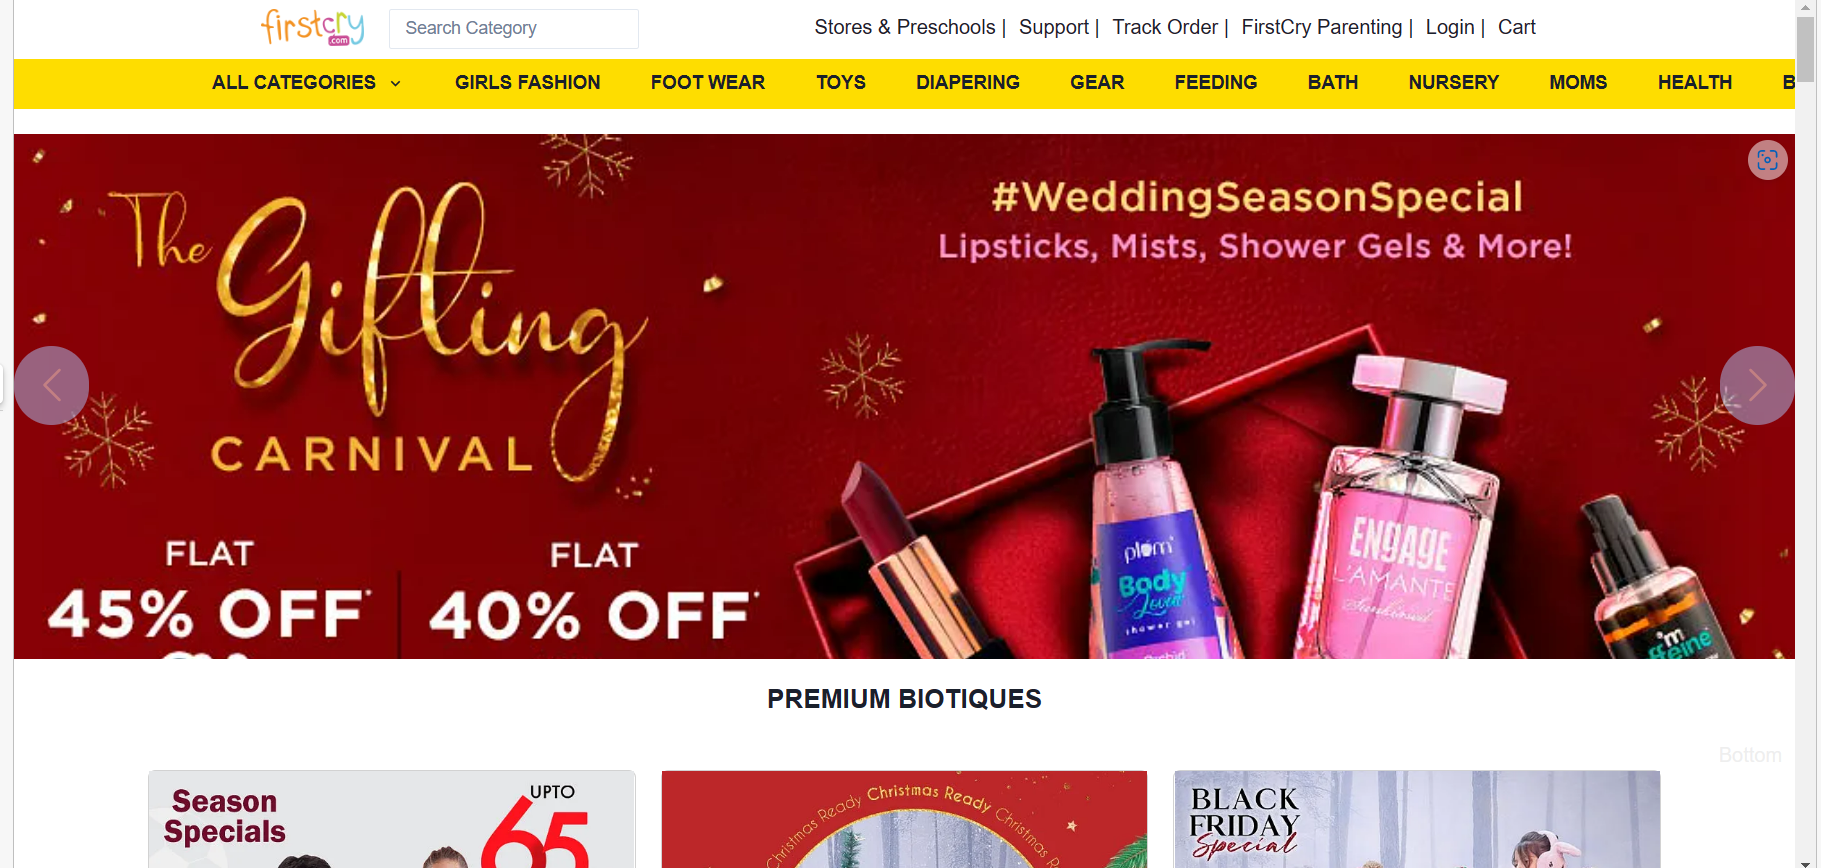 firstcry
.com
Search Category
Stores & Preschools | Support | Track Order | FirstCry Parenting | Login | Cart
ALL CATEGORIES GIRLS FASHION FOOT WEAR TOYS DIAPERING GEAR FEEDING BATH NURSERY MOMS HEALTH B
The
Gifting
CARNIVAL
#WeddingSeasonSpecial
Lipsticks, Mists, Shower Gels & More!
FLAT
45% OFF*
FLAT
40% OFF*
plum
Body
Lovin'
shower gel
Orchid
ENGAGE
L'AMANTE
Sunkissed
'm
ffeine
PREMIUM BIOTIQUES
Bottom
Season
Specials
UPTO
65
Christmas Ready Christmas Ready Christmas Re
BLACK
FRIDAY
Special